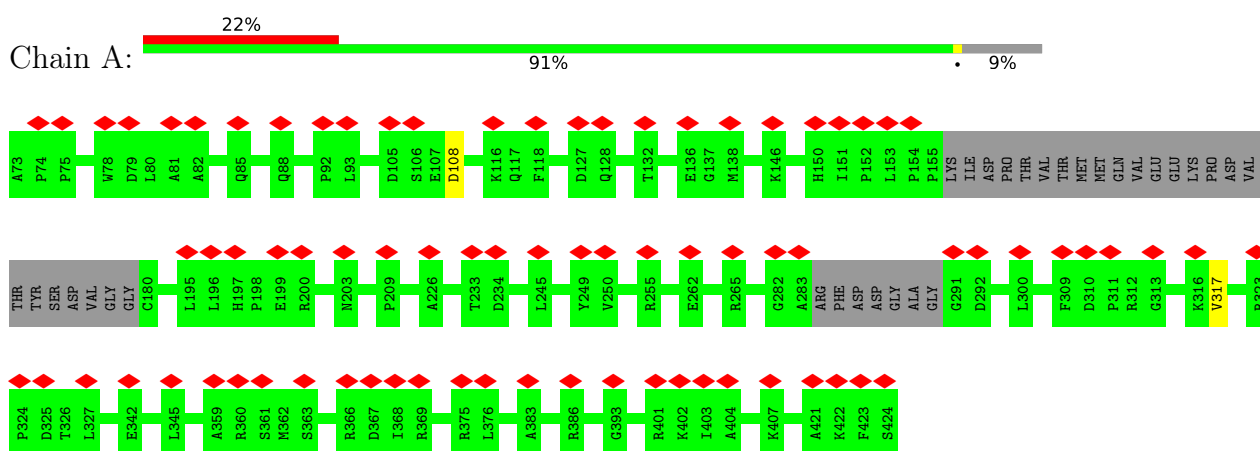 22%
Chain A:
91%
•
9%
A73 P74 P75 W78 D79 L80 A81 A82 Q85 Q88 P92 L93 D105 S106 E107 D108 K116 Q117 F118 D127 Q128 T132 E136 G137 M138 K146 H150 I151 P152 L153 P154 P155 LYS ILE ASP PRO THR VAL THR MET MET GLN VAL GLU GLU LYS PRO ASP VAL
THR TYR SER ASP VAL GLY GLY C180 L195 L196 H197 P198 E199 R200 N203 P209 A226 T233 D234 L245 Y249 V250 R255 E262 R265 G282 A283 ARG PHE ASP ASP GLY ALA GLY G291 D292 L300 F309 D310 P311 R312 G313 K316 V317
P324 D325 T326 L327 E342 L345 A359 R360 S361 M362 S363 R366 D367 I368 R369 R375 L376 A383 R386 G393 R401 K402 I403 A404 K407 A421 K422 F423 S424